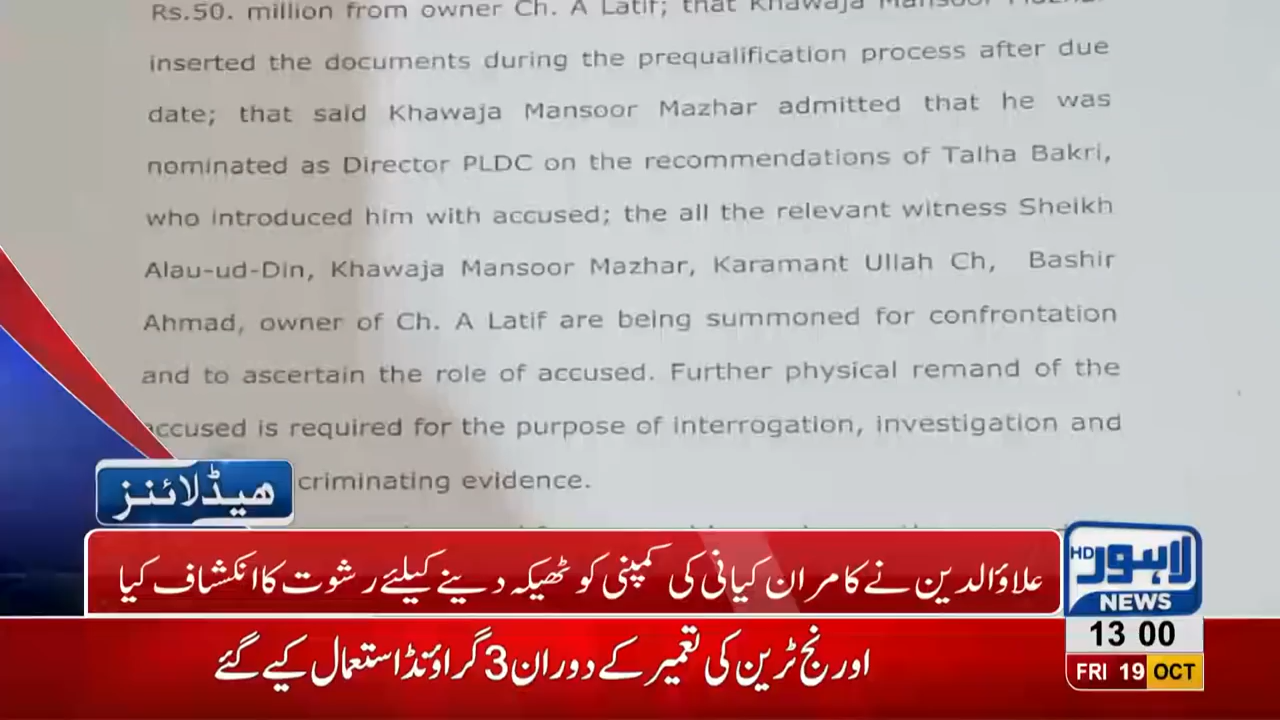 Rs.50. million from owner Ch. A Latif; that Khawaja Mansoor Mazhar
inserted the documents during the prequalification process after due
date; that said Khawaja Mansoor Mazhar admitted that he was
nominated as Director PLDC on the recommendations of Talha Bakri,
who introduced him with accused; the all the relevant witness Sheikh
Alau-ud-Din, Khawaja Mansoor Mazhar, Karamant Ullah Ch, Bashir
Ahmad, owner of Ch. A Latif are being summoned for confrontation
and to ascertain the role of accused. Further physical remand of the
accused is required for the purpose of interrogation, investigation and
criminating evidence.
ھیڈلائنز
علاؤالدین نے کامران کیانی کی کمپنی کو ٹھیکہ دینے کیلئے رشوت کا انکشاف کیا
اورنج ٹرین کی تعمیر کے دوران 3 گراؤنڈ استعمال کیے گئے
لاہور HD
NEWS
13 00
FRI 19 OCT